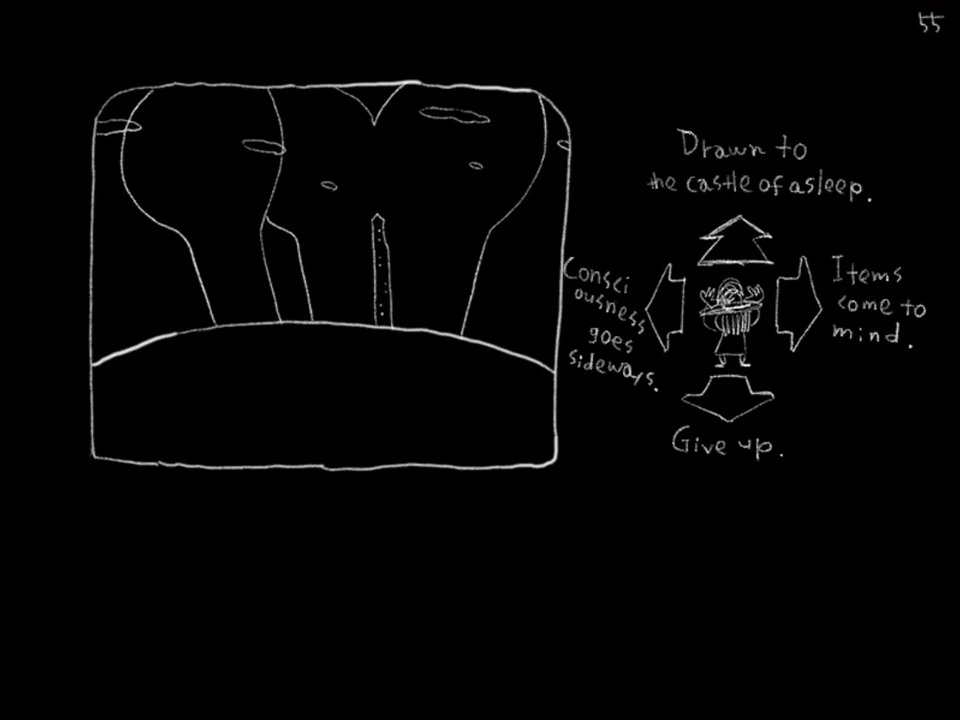 55
Drawn to
the castle of asleep.
Consci
ousness
goes
sideways.
Items
come to
mind.
Give up.